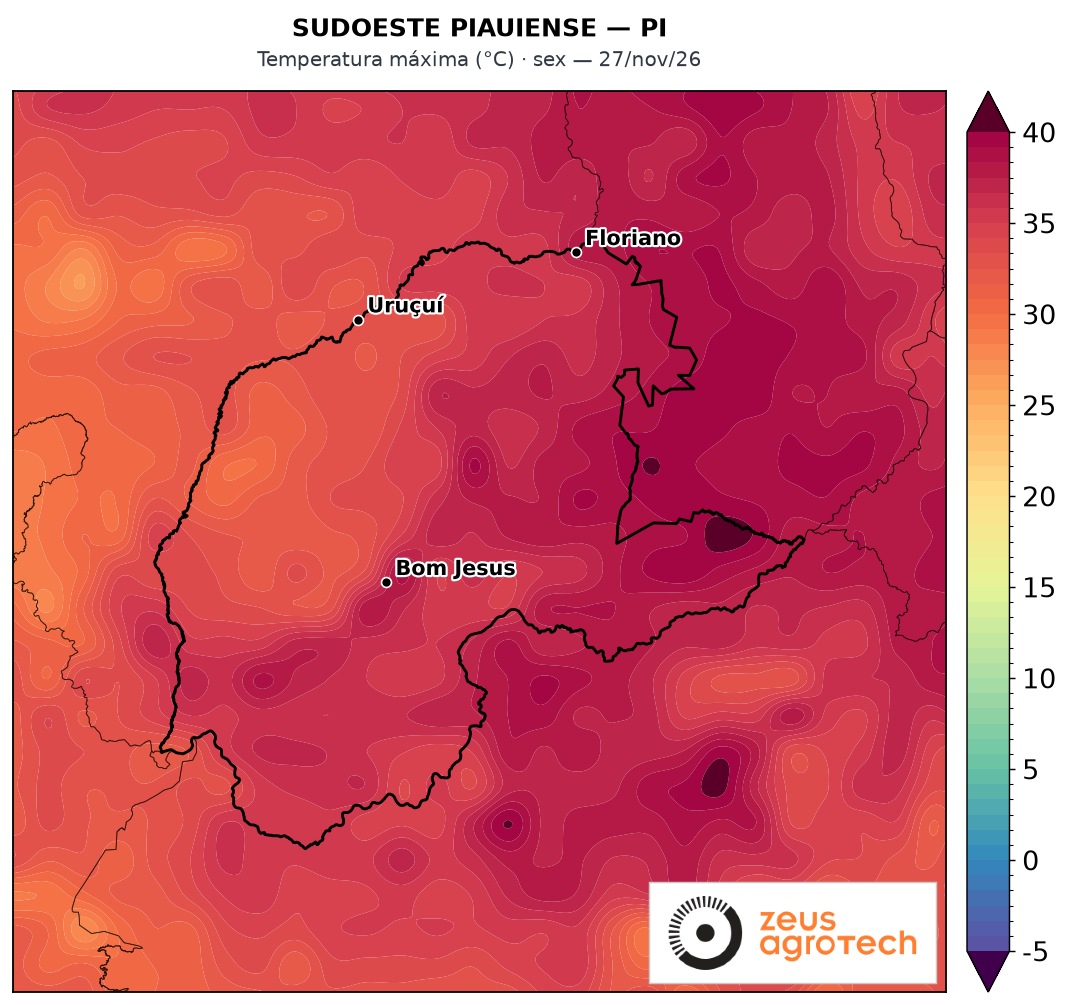 SUDOESTE PIAUIENSE — PI
Temperatura máxima (°C) · sex — 27/nov/26
Floriano
Uruçuí
Bom Jesus
40
35
30
25
20
15
10
5
0
-5
zeus
agrotech